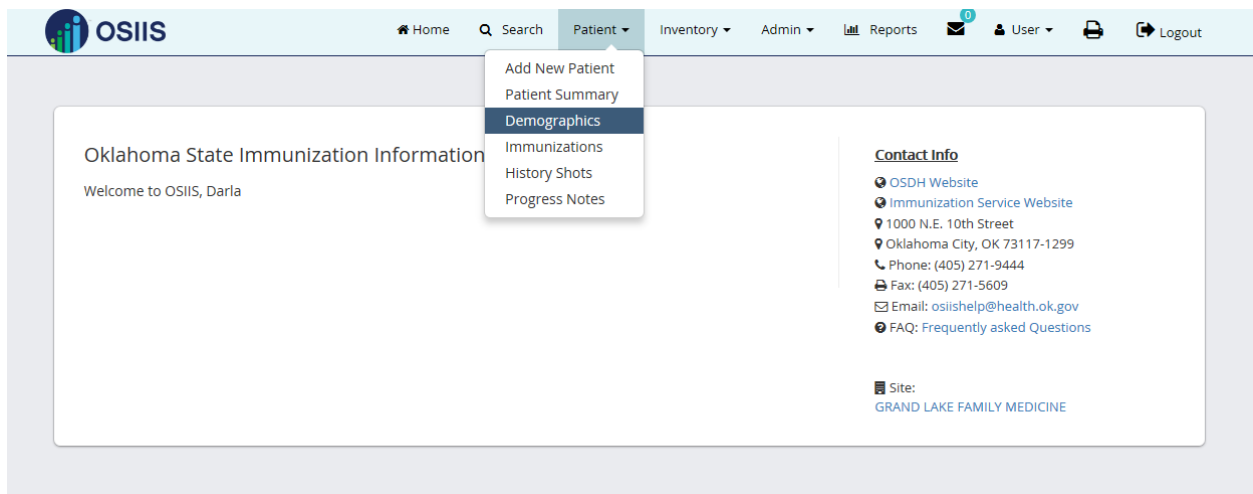 OSIIS
Home
Search
Patient
Inventory
Admin
Reports
0
User
Logout
Add New Patient
Patient Summary
Demographics
Immunizations
History Shots
Progress Notes
Oklahoma State Immunization Information
Welcome to OSIIS, Darla
Contact Info
OSDH Website
Immunization Service Website
1000 N.E. 10th Street
Oklahoma City, OK 73117-1299
Phone: (405) 271-9444
Fax: (405) 271-5609
Email: osiishelp@health.ok.gov
FAQ: Frequently asked Questions
Site:
GRAND LAKE FAMILY MEDICINE